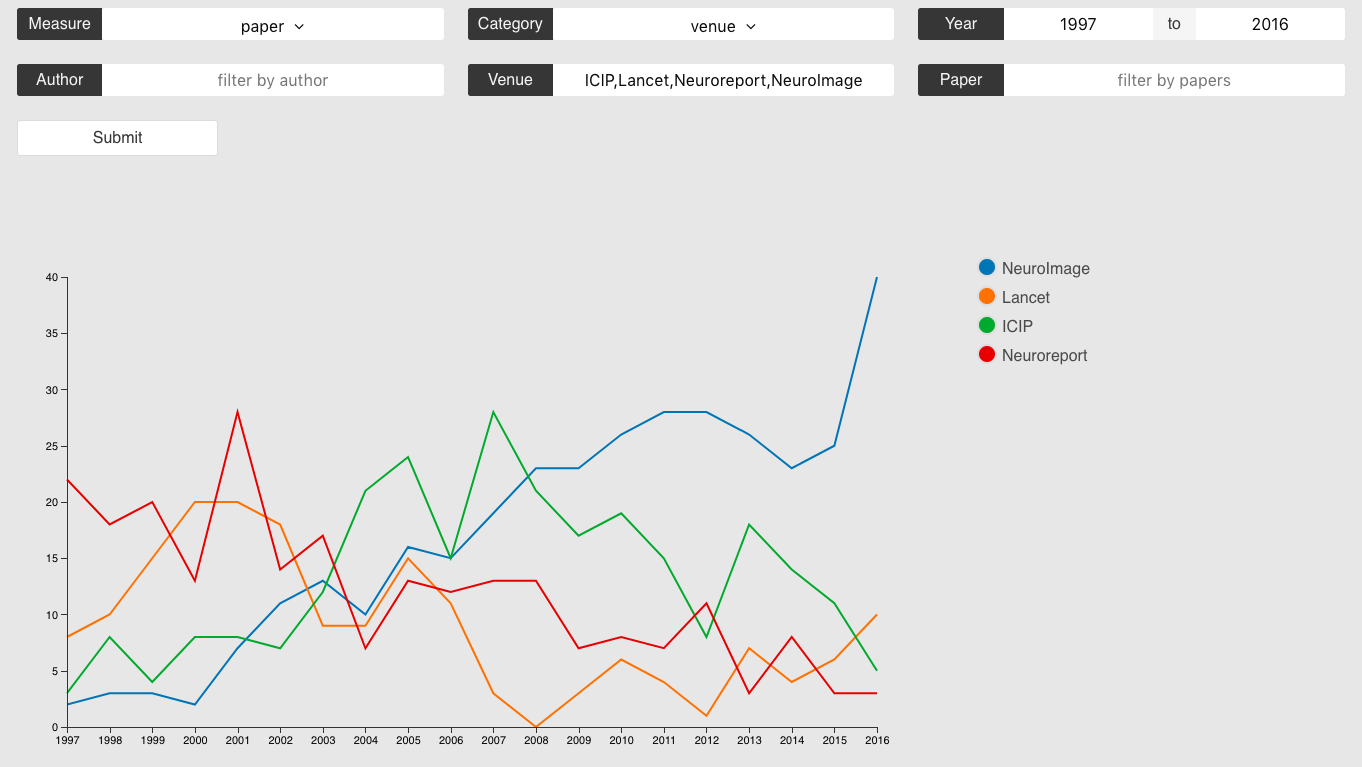 Measure paper Category venue Year 1997 to 2016
Author filter by author Venue ICIP,Lancet,Neuroreport,NeuroImage Paper filter by papers
Submit
NeuroImage
Lancet
ICIP
Neuroreport
40
35
30
25
20
15
10
5
0
1997 1998 1999 2000 2001 2002 2003 2004 2005 2006 2007 2008 2009 2010 2011 2012 2013 2014 2015 2016